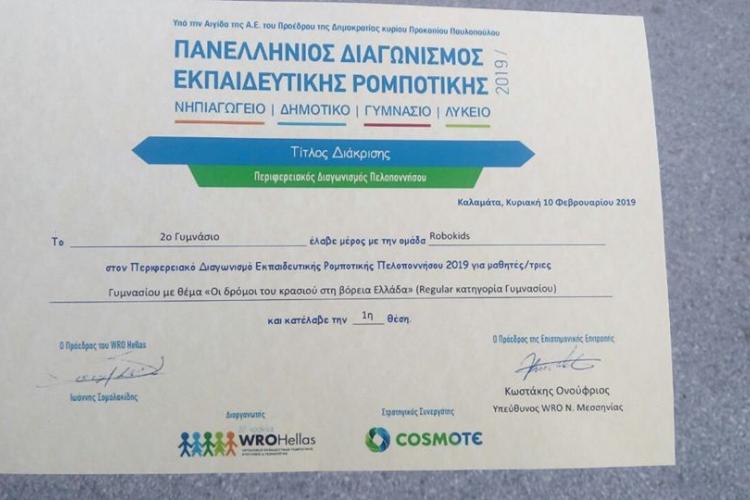 Υπό την Αιγίδα της Α.Ε. του Προέδρου της Δημοκρατίας κυρίου Προκοπίου Παυλοπούλου
ΠΑΝΕΛΛΗΝΙΟΣ ΔΙΑΓΩΝΙΣΜΟΣ
ΕΚΠΑΙΔΕΥΤΙΚΗΣ ΡΟΜΠΟΤΙΚΗΣ
2019/
ΝΗΠΙΑΓΩΓΕΙΟ | ΔΗΜΟΤΙΚΟ | ΓΥΜΝΑΣΙΟ | ΛΥΚΕΙΟ
Τίτλος Διάκρισης
Περιφερειακός Διαγωνισμός Πελοποννήσου
Καλαμάτα, Κυριακή 10 Φεβρουαρίου 2019
Το 2ο Γυμνάσιο έλαβε μέρος με την ομάδα Robokids
στον Περιφερειακό Διαγωνισμό Εκπαιδευτικής Ρομποτικής Πελοποννήσου 2019 για μαθητές/τριες
Γυμνασίου με θέμα «Οι δρόμοι του κρασιού στη βόρεια Ελλάδα» (Regular κατηγορία Γυμνασίου)
και κατέλαβε την 1η θέση.
Ο Πρόεδρος του WRO Hellas
Ιωάννης Σομαλακίδης
Ο Πρόεδρος της Επιστημονικής Επιτροπής
Κωστάκης Ονούφριος
Υπεύθυνος WRO Ν. Μεσσηνίας
Διοργανωτής
WROHellas
Στρατηγικός Συνεργάτης
COSMOTE